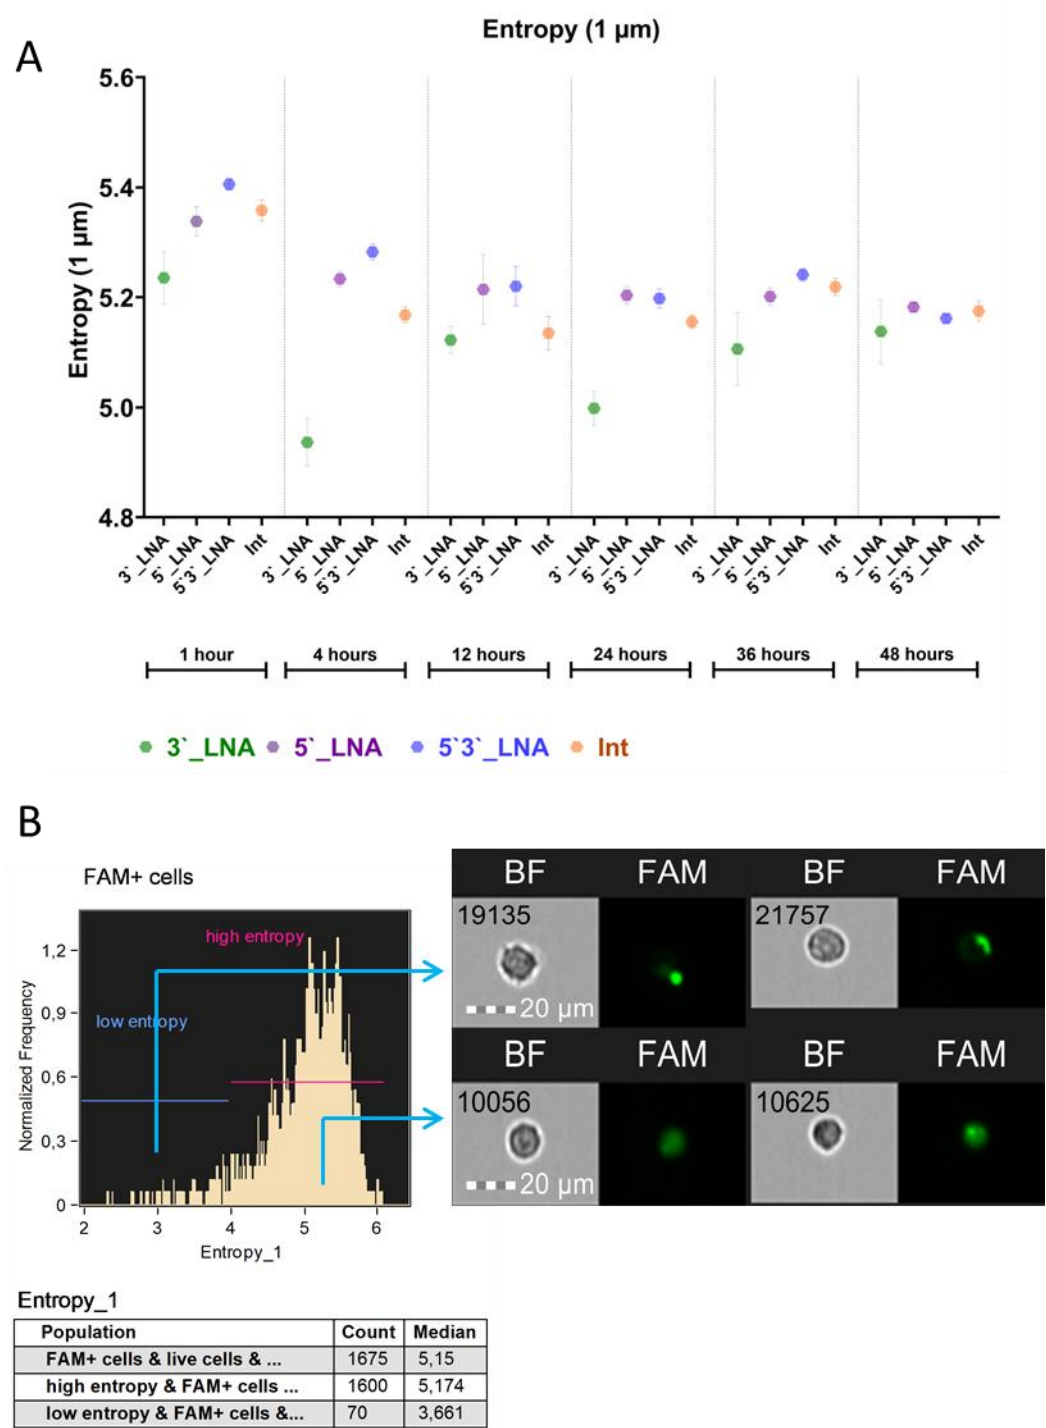 Entropy (1 µm)
A
Entropy (1 µm)
5.6
5.4
5.2
5.0
4.8
3`_LNA
5`_LNA
5`3`_LNA
Int
3`_LNA
5`_LNA
5`3`_LNA
Int
3`_LNA
5`_LNA
5`3`_LNA
Int
3`_LNA
5`_LNA
5`3`_LNA
Int
3`_LNA
5`_LNA
5`3`_LNA
Int
3`_LNA
5`_LNA
5`3`_LNA
Int
1 hour 4 hours 12 hours 24 hours 36 hours 48 hours
3`_LNA 5`_LNA 5`3`_LNA Int
B
FAM+ cells
Normalized Frequency
1,2
0,9
0,6
0,3
0
high entropy
low entropy
2 3 4 5 6
Entropy_1
BF FAM BF FAM
19135 21757
20 µm
BF FAM BF FAM
10056 10625
20 µm
Entropy_1
Population Count Median
FAM+ cells & live cells & ... 1675 5,15
high entropy & FAM+ cells ... 1600 5,174
low entropy & FAM+ cells &... 70 3,661